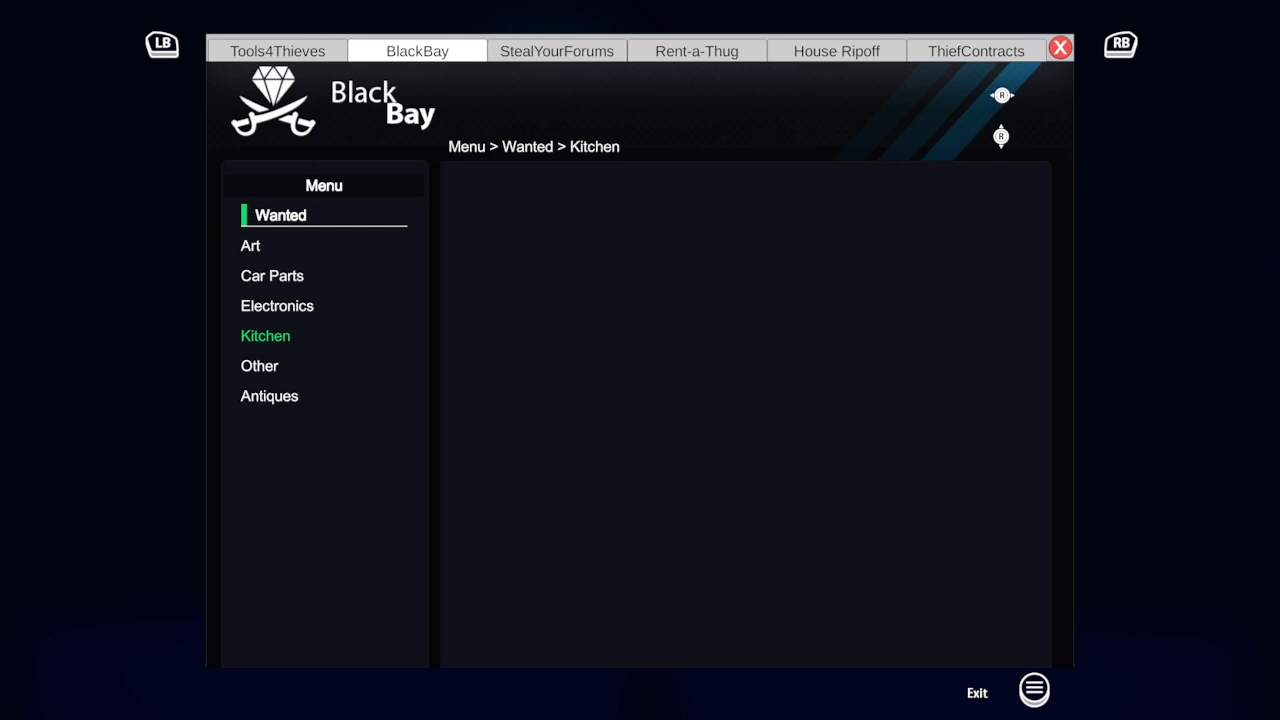 LB
RB
Tools4Thieves
BlackBay
StealYourForums
Rent-a-Thug
House Ripoff
ThiefContracts
X
Black
Bay
R
R
Menu > Wanted > Kitchen
Menu
Wanted
Art
Car Parts
Electronics
Kitchen
Other
Antiques
Exit